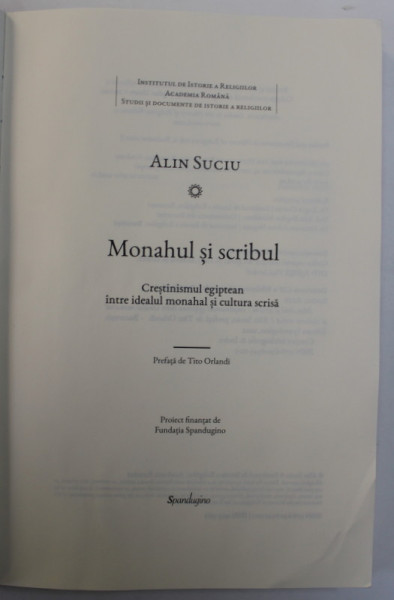 Institutul de Istorie a Religiilor
Academia Română
Studii și documente de istorie a religiilor
Alin Suciu
Monahul și scribul
Creștinismul egiptean
între idealul monahal și cultura scrisă
Prefață de Tito Orlandi
Proiect finanțat de
Fundația Spandugino
Spandugino